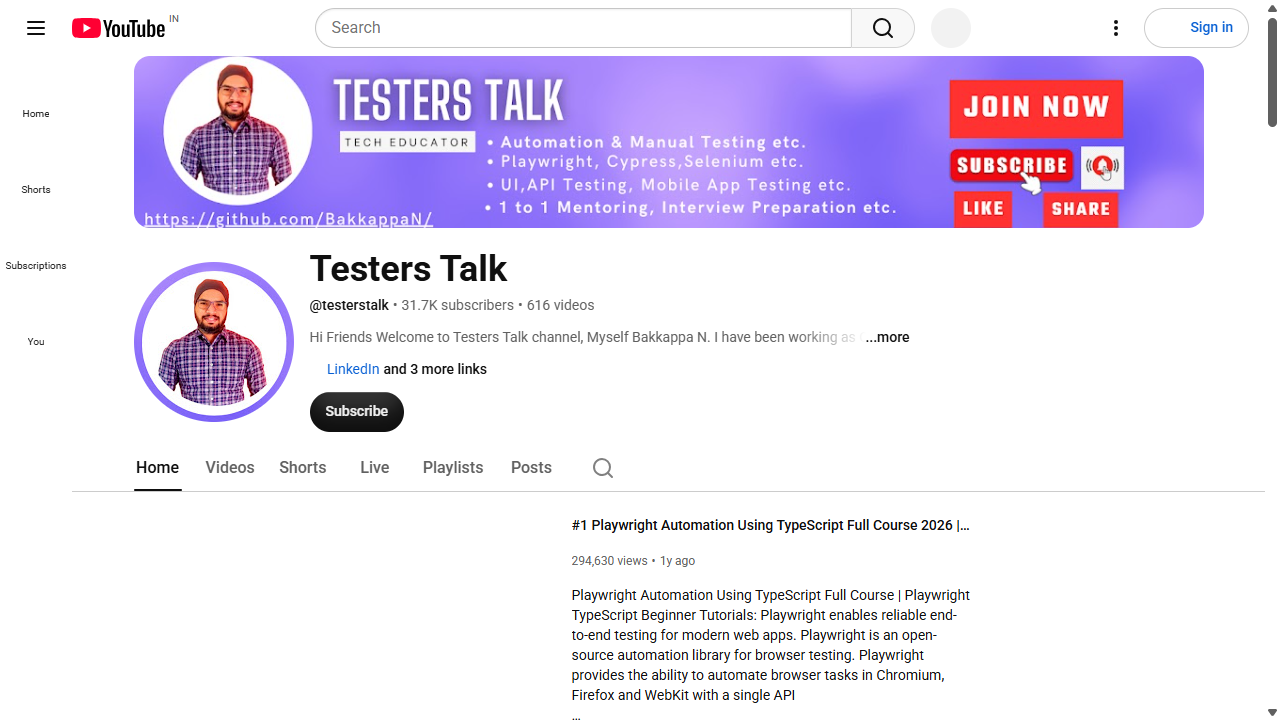 YouTube IN
Search
Sign in
Home
Shorts
Subscriptions
You
TESTERS TALK
TECH EDUCATOR
• Automation & Manual Testing etc.
• Playwright, Cypress,Selenium etc.
• UI,API Testing, Mobile App Testing etc.
• 1 to 1 Mentoring, Interview Preparation etc.
https://github.com/BakkappaN/
JOIN NOW
SUBSCRIBE
LIKE
SHARE
Testers Talk
@testerstalk • 31.7K subscribers • 616 videos
Hi Friends Welcome to Testers Talk channel, Myself Bakkappa N. I have been working as ...more
LinkedIn and 3 more links
Subscribe
Home Videos Shorts Live Playlists Posts
#1 Playwright Automation Using TypeScript Full Course 2026 |...
294,630 views • 1y ago
Playwright Automation Using TypeScript Full Course | Playwright
TypeScript Beginner Tutorials: Playwright enables reliable end-
to-end testing for modern web apps. Playwright is an open-
source automation library for browser testing. Playwright
provides the ability to automate browser tasks in Chromium,
Firefox and WebKit with a single API
...